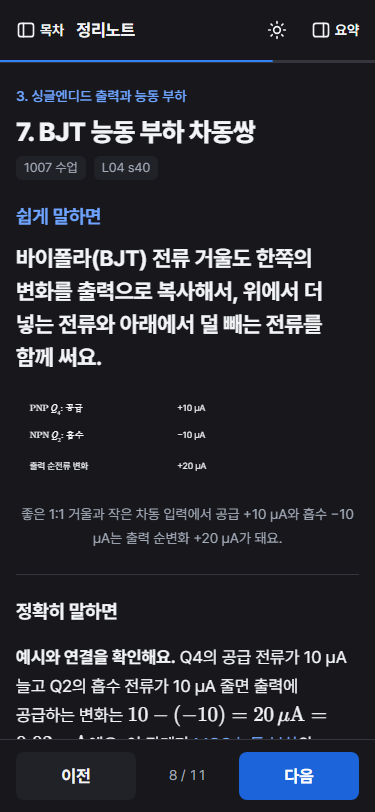 목차 정리노트 요약
3. 싱글엔디드 출력과 능동 부하
7. BJT 능동 부하 차동쌍
1007 수업 L04 s40
쉽게 말하면
바이폴라(BJT) 전류 거울도 한쪽의
변화를 출력으로 복사해서, 위에서 더
넣는 전류와 아래에서 덜 빼는 전류를
함께 써요.
PNP Q4: 공급 +10 µA
NPN Q2: 흡수 −10 µA
출력 순전류 변화 +20 µA
좋은 1:1 거울과 작은 차동 입력에서 공급 +10 µA와 흡수 −10
µA는 출력 순변화 +20 µA가 돼요.
정확히 말하면
예시와 연결을 확인해요. Q4의 공급 전류가 10 µA
늘고 Q2의 흡수 전류가 10 µA 줄면 출력에
공급하는 변화는 10 − (−10) = 20 µA =
이전 8 / 11 다음